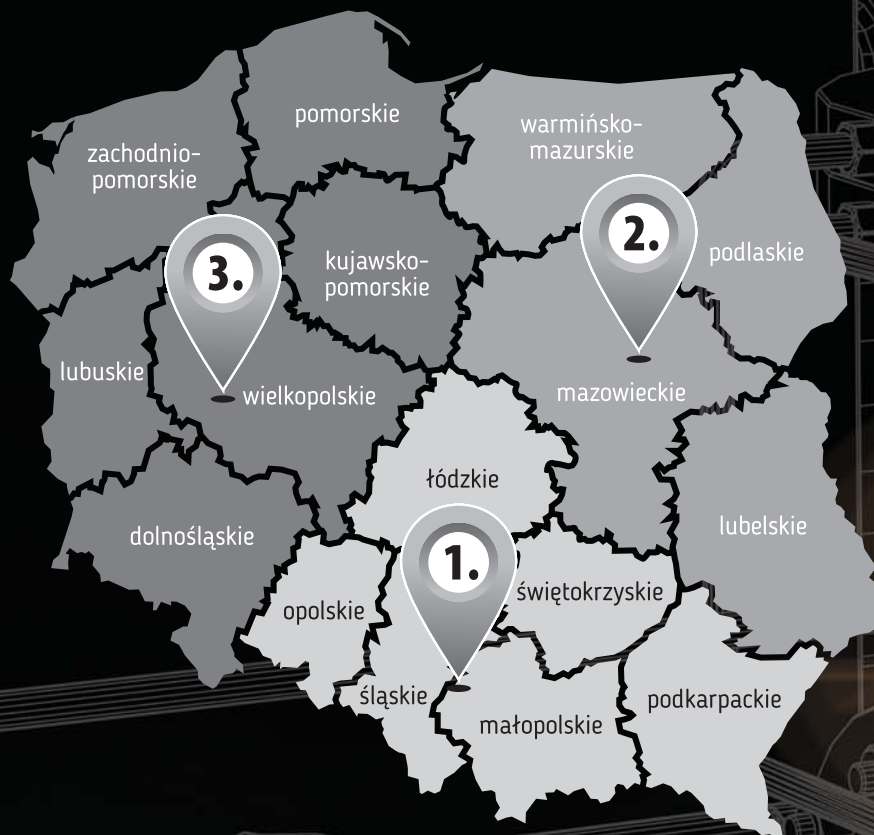 pomorskie
warmińsko-
mazurskie
zachodnio-
pomorskie
2.
podlaskie
3.
kujawsko-
pomorskie
lubuskie
wielkopolskie
mazowieckie
łódzkie
lubelskie
dolnośląskie
1.
świętokrzyskie
opolskie
śląskie
podkarpackie
małopolskie